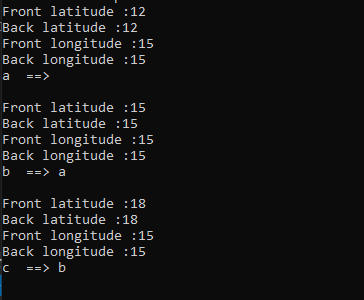 Front latitude :12
Back latitude :12
Front longitude :15
Back longitude :15
a  ==>
Front latitude :15
Back latitude :15
Front longitude :15
Back longitude :15
b  ==> a
Front latitude :18
Back latitude :18
Front longitude :15
Back longitude :15
c  ==> b